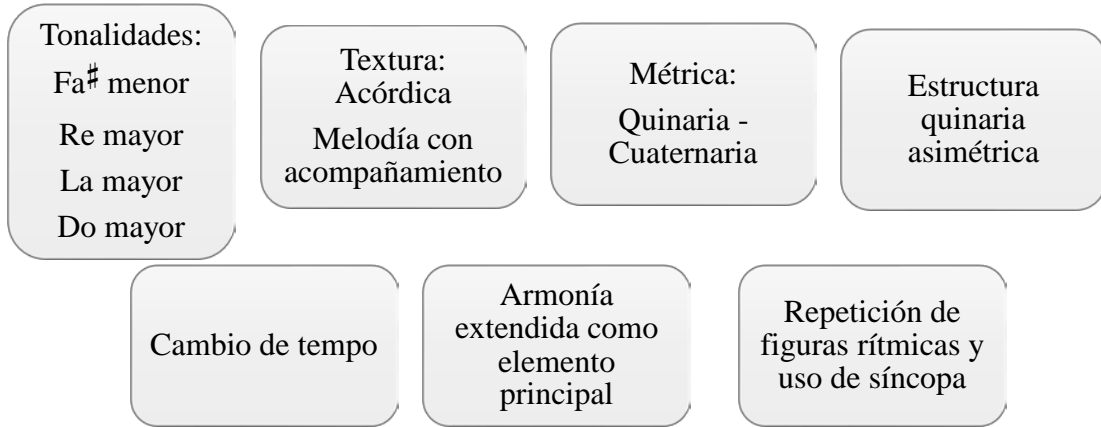 Tonalidades:
Fa♯ menor
Re mayor
La mayor
Do mayor
Textura:
Acórdica
Melodía con
acompañamiento
Métrica:
Quinaria -
Cuaternaria
Estructura
quinaria
asimétrica
Cambio de tempo
Armonía
extendida como
elemento
principal
Repetición de
figuras rítmicas y
uso de síncopa